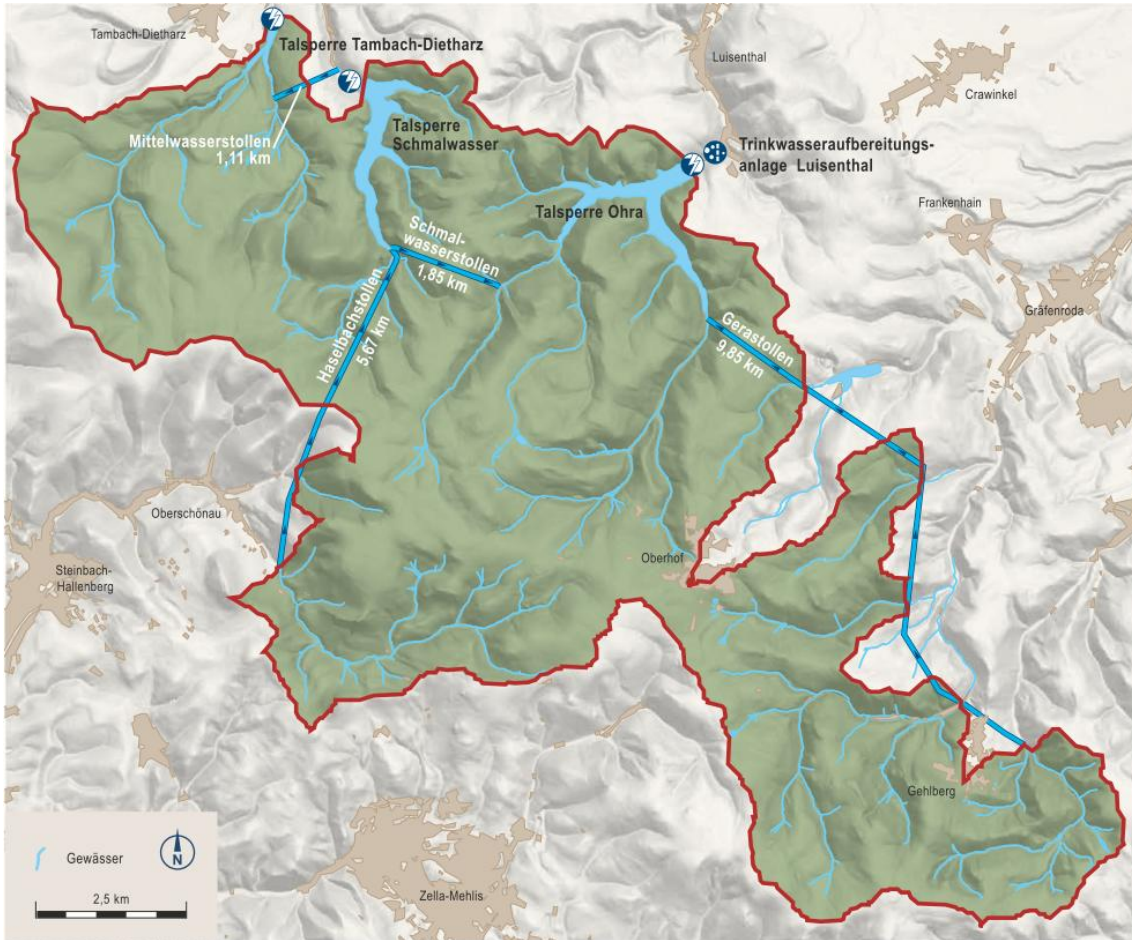 Tambach-Dietharz
Talsperre Tambach-Dietharz
Luisenthal
Crawinkel
Mittelwasserstollen
1,11 km
Talsperre
Schmalwasser
Trinkwasseraufbereitungs-
anlage Luisenthal
Talsperre Ohra
Frankenhain
Schmal-
wasserstollen
1,85 km
Gräfenroda
Haselbachstollen
5,67 km
Gerastollen
9,85 km
Oberschönau
Oberhof
Steinbach-
Hallenberg
Gehlberg
Gewässer
N
2,5 km
Zella-Mehlis